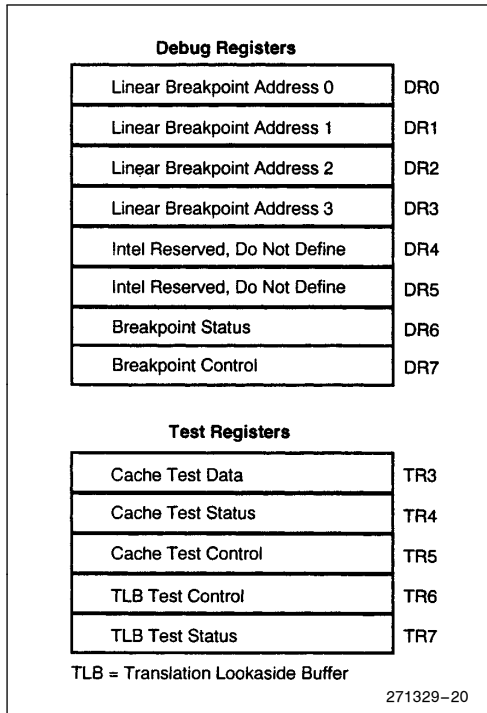 Debug Registers
Linear Breakpoint Address 0 DR0
Linear Breakpoint Address 1 DR1
Linear Breakpoint Address 2 DR2
Linear Breakpoint Address 3 DR3
Intel Reserved, Do Not Define DR4
Intel Reserved, Do Not Define DR5
Breakpoint Status DR6
Breakpoint Control DR7
Test Registers
Cache Test Data TR3
Cache Test Status TR4
Cache Test Control TR5
TLB Test Control TR6
TLB Test Status TR7
TLB = Translation Lookaside Buffer
271329–20